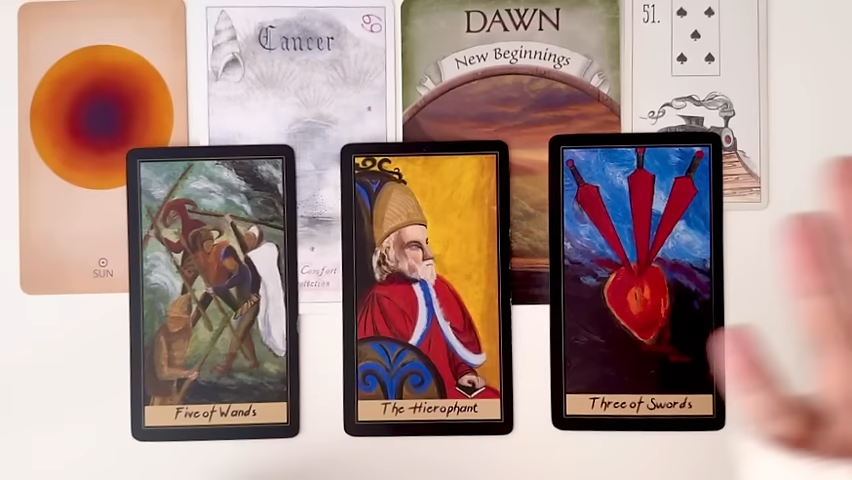 SUN
Cancer
Comfort
DAWN
New Beginnings
51.
Five of Wands
The Hierophant
Three of Swords